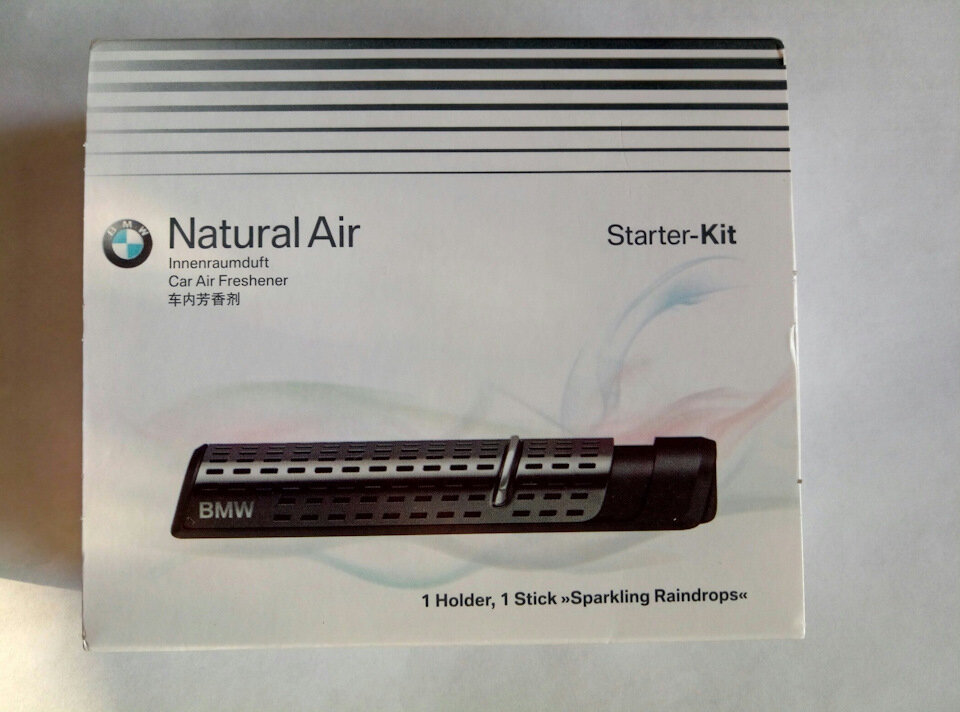 BMW
Natural Air
Starter-Kit
Innenraumduft
Car Air Freshener
车内芳香剂
BMW
1 Holder, 1 Stick »Sparkling Raindrops«